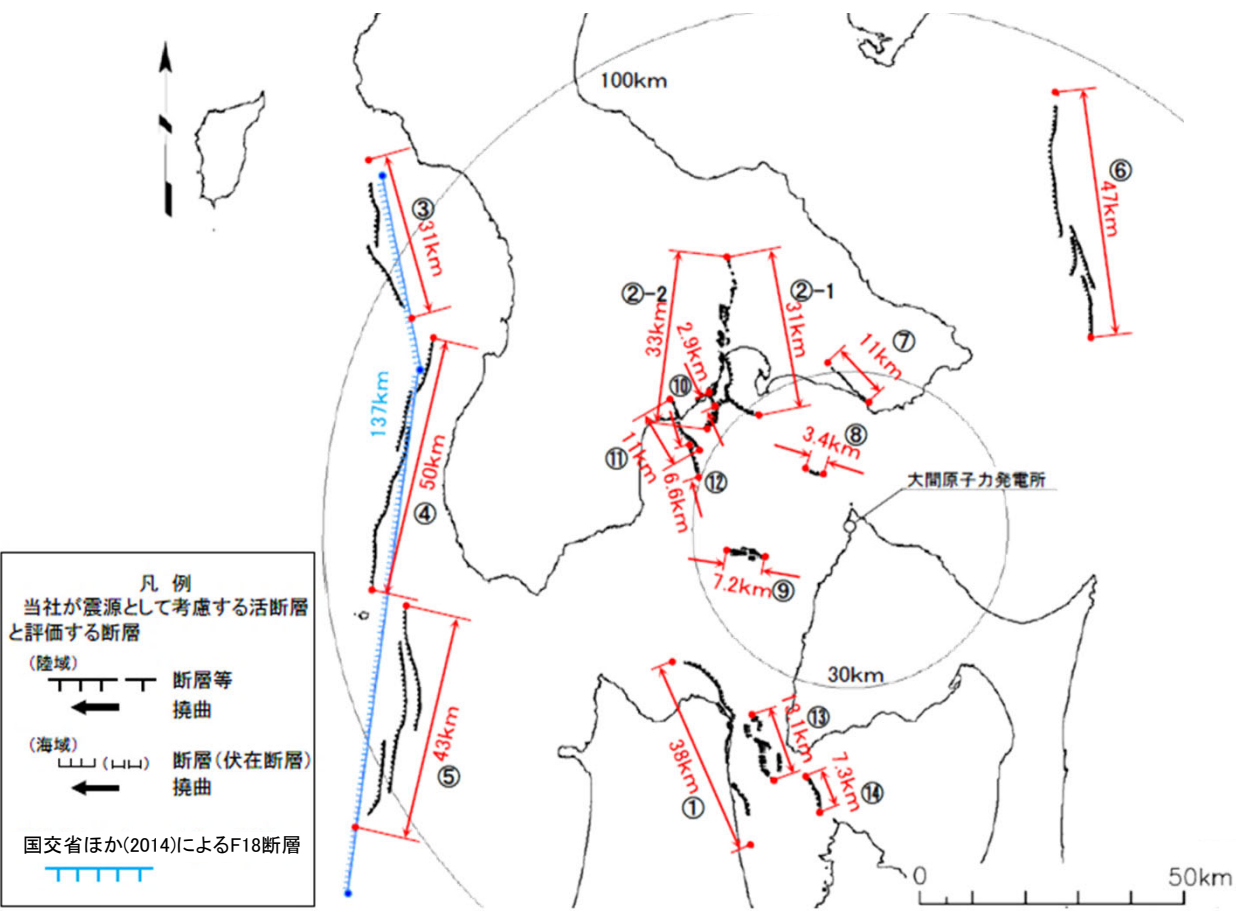 100km
③
31km
⑥
47km
②-2
②-1
33km
31km
2.9km
⑦
11km
137km
⑩
⑧
3.4km
50km
⑪
11km
6.6km
⑫
大間原子力発電所
④
7.2km
⑨
30km
43km
⑤
38km
①
13.1km
⑬
7.3km
⑭
凡 例
当社が震源として考慮する活断層
と評価する断層
(陸域)
断層等
撓曲
(海域)
断層(伏在断層)
撓曲
国交省ほか(2014)によるF18断層
0
50km